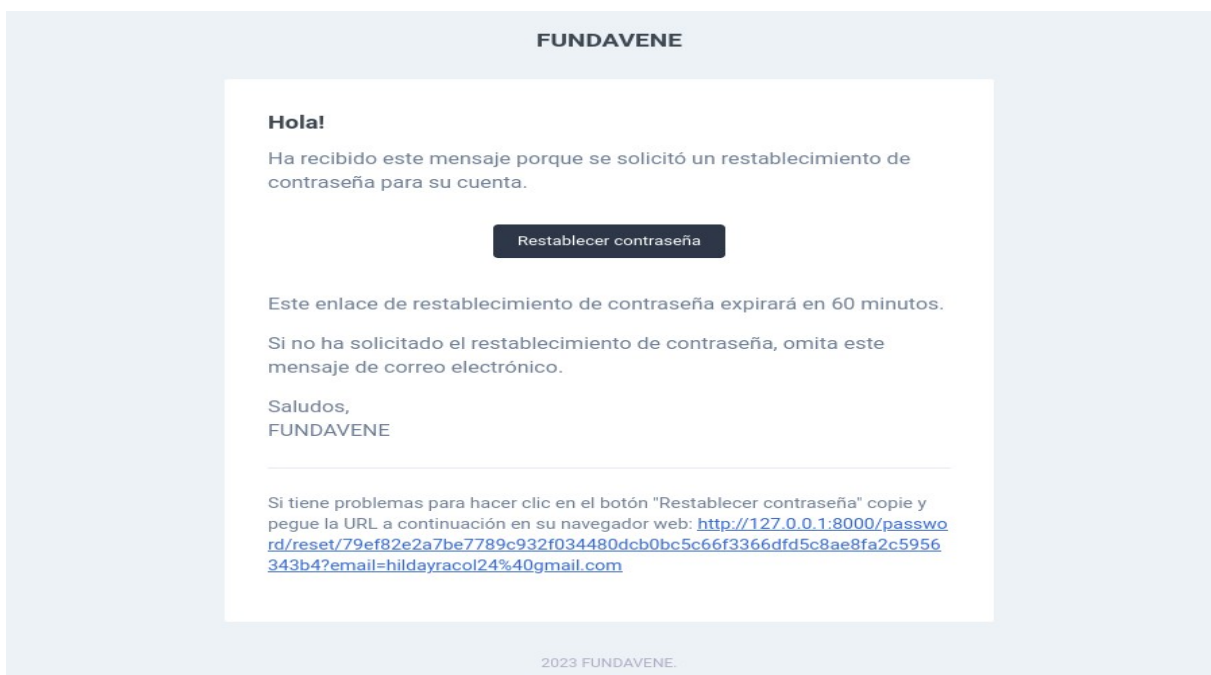 FUNDAVENE
Hola!
Ha recibido este mensaje porque se solicitó un restablecimiento de
contraseña para su cuenta.
Restablecer contraseña
Este enlace de restablecimiento de contraseña expirará en 60 minutos.
Si no ha solicitado el restablecimiento de contraseña, omita este
mensaje de correo electrónico.
Saludos,
FUNDAVENE
Si tiene problemas para hacer clic en el botón "Restablecer contraseña" copie y
pegue la URL a continuación en su navegador web: http://127.0.0.1:8000/passwo
rd/reset/79ef82e2a7be7789c932f034480dcb0bc5c66f3366dfd5c8ae8fa2c5956
343b4?email=hildayracol24%40gmail.com
2023 FUNDAVENE.